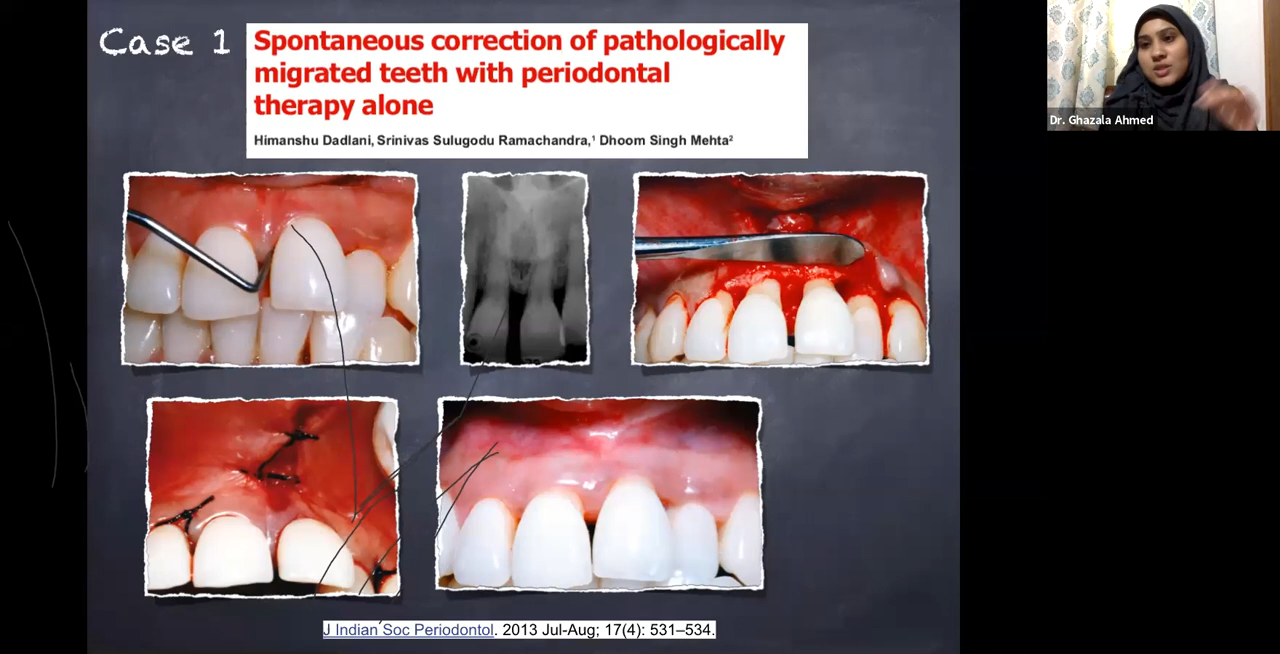 Case 1
Spontaneous correction of pathologically
migrated teeth with periodontal
therapy alone
Himanshu Dadlani, Srinivas Sulugodu Ramachandra,¹ Dhoom Singh Mehta²
Dr. Ghazala Ahmed
J Indian Soc Periodontol. 2013 Jul-Aug; 17(4): 531–534.